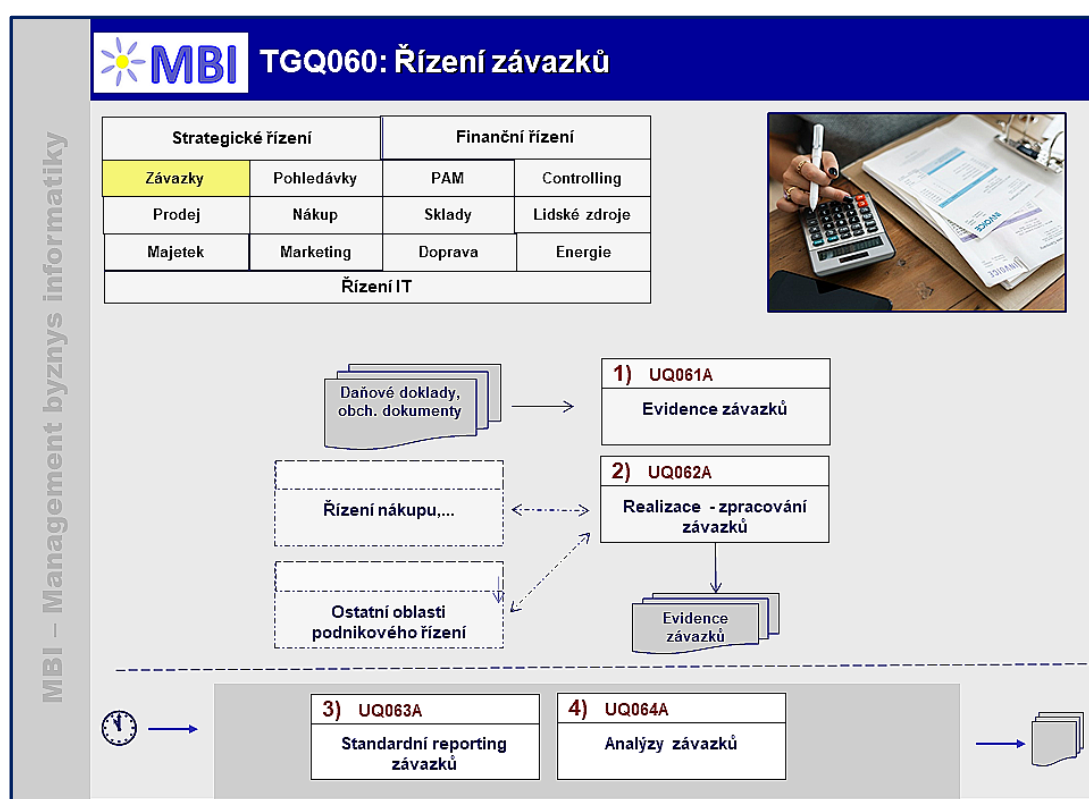 MBI – Management byznys informatiky
MBI
TGQ060: Řízení závazků
Strategické řízení
Finanční řízení
Závazky
Pohledávky
PAM
Controlling
Prodej
Nákup
Sklady
Lidské zdroje
Majetek
Marketing
Doprava
Energie
Řízení IT
INVOICE
INVOICE
Daňové doklady,
obch. dokumenty
1) UQ061A
Evidence závazků
2) UQ062A
Realizace - zpracování
závazků
Řízení nákupu,...
Ostatní oblasti
podnikového řízení
Evidence
závazků
3) UQ063A
Standardní reporting
závazků
4) UQ064A
Analýzy závazků